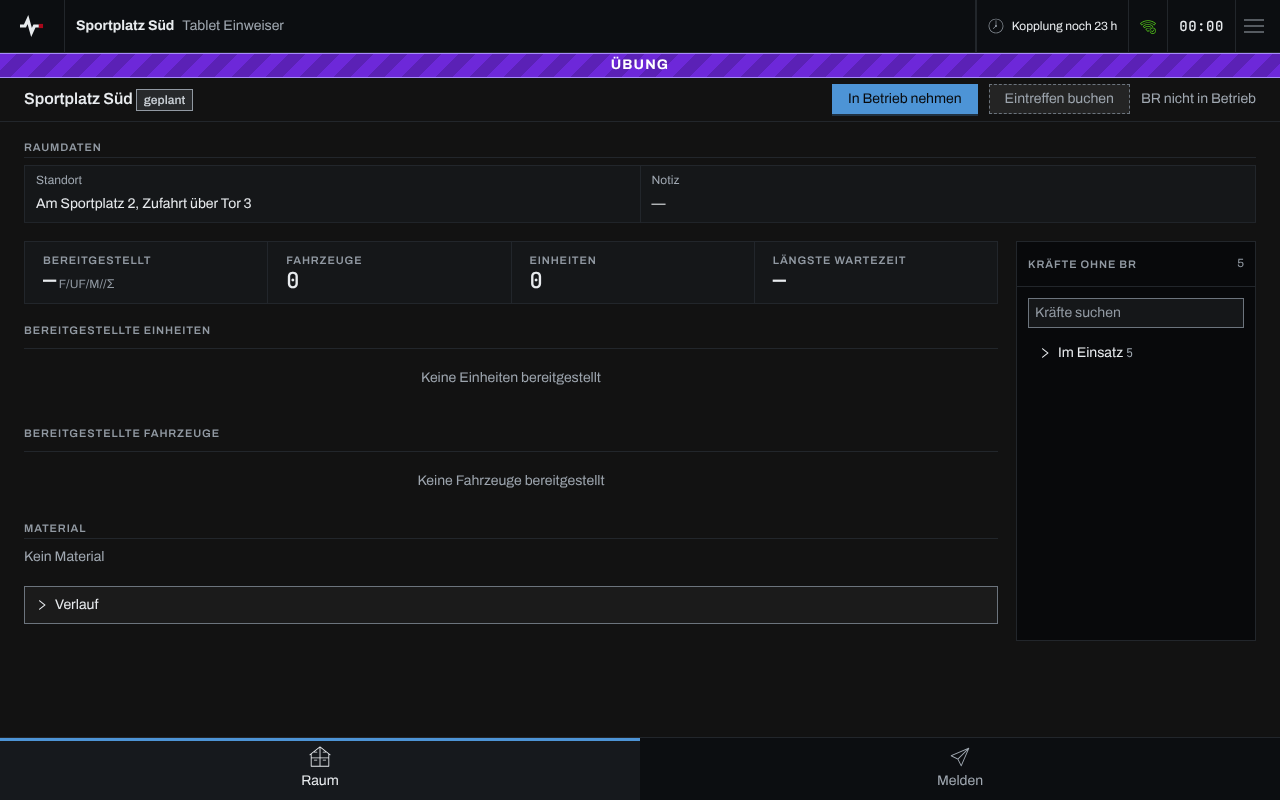 Sportplatz Süd Tablet Einweiser
Kopplung noch 23 h
00:00
ÜBUNG
Sportplatz Süd geplant
In Betrieb nehmen
Eintreffen buchen
BR nicht in Betrieb
RAUMDATEN
Standort
Am Sportplatz 2, Zufahrt über Tor 3
Notiz
—
BEREITGESTELLT
— F/UF/M//Σ
FAHRZEUGE
0
EINHEITEN
0
LÄNGSTE WARTEZEIT
—
KRÄFTE OHNE BR 5
Kräfte suchen
Im Einsatz 5
BEREITGESTELLTE EINHEITEN
Keine Einheiten bereitgestellt
BEREITGESTELLTE FAHRZEUGE
Keine Fahrzeuge bereitgestellt
MATERIAL
Kein Material
Verlauf
Raum
Melden